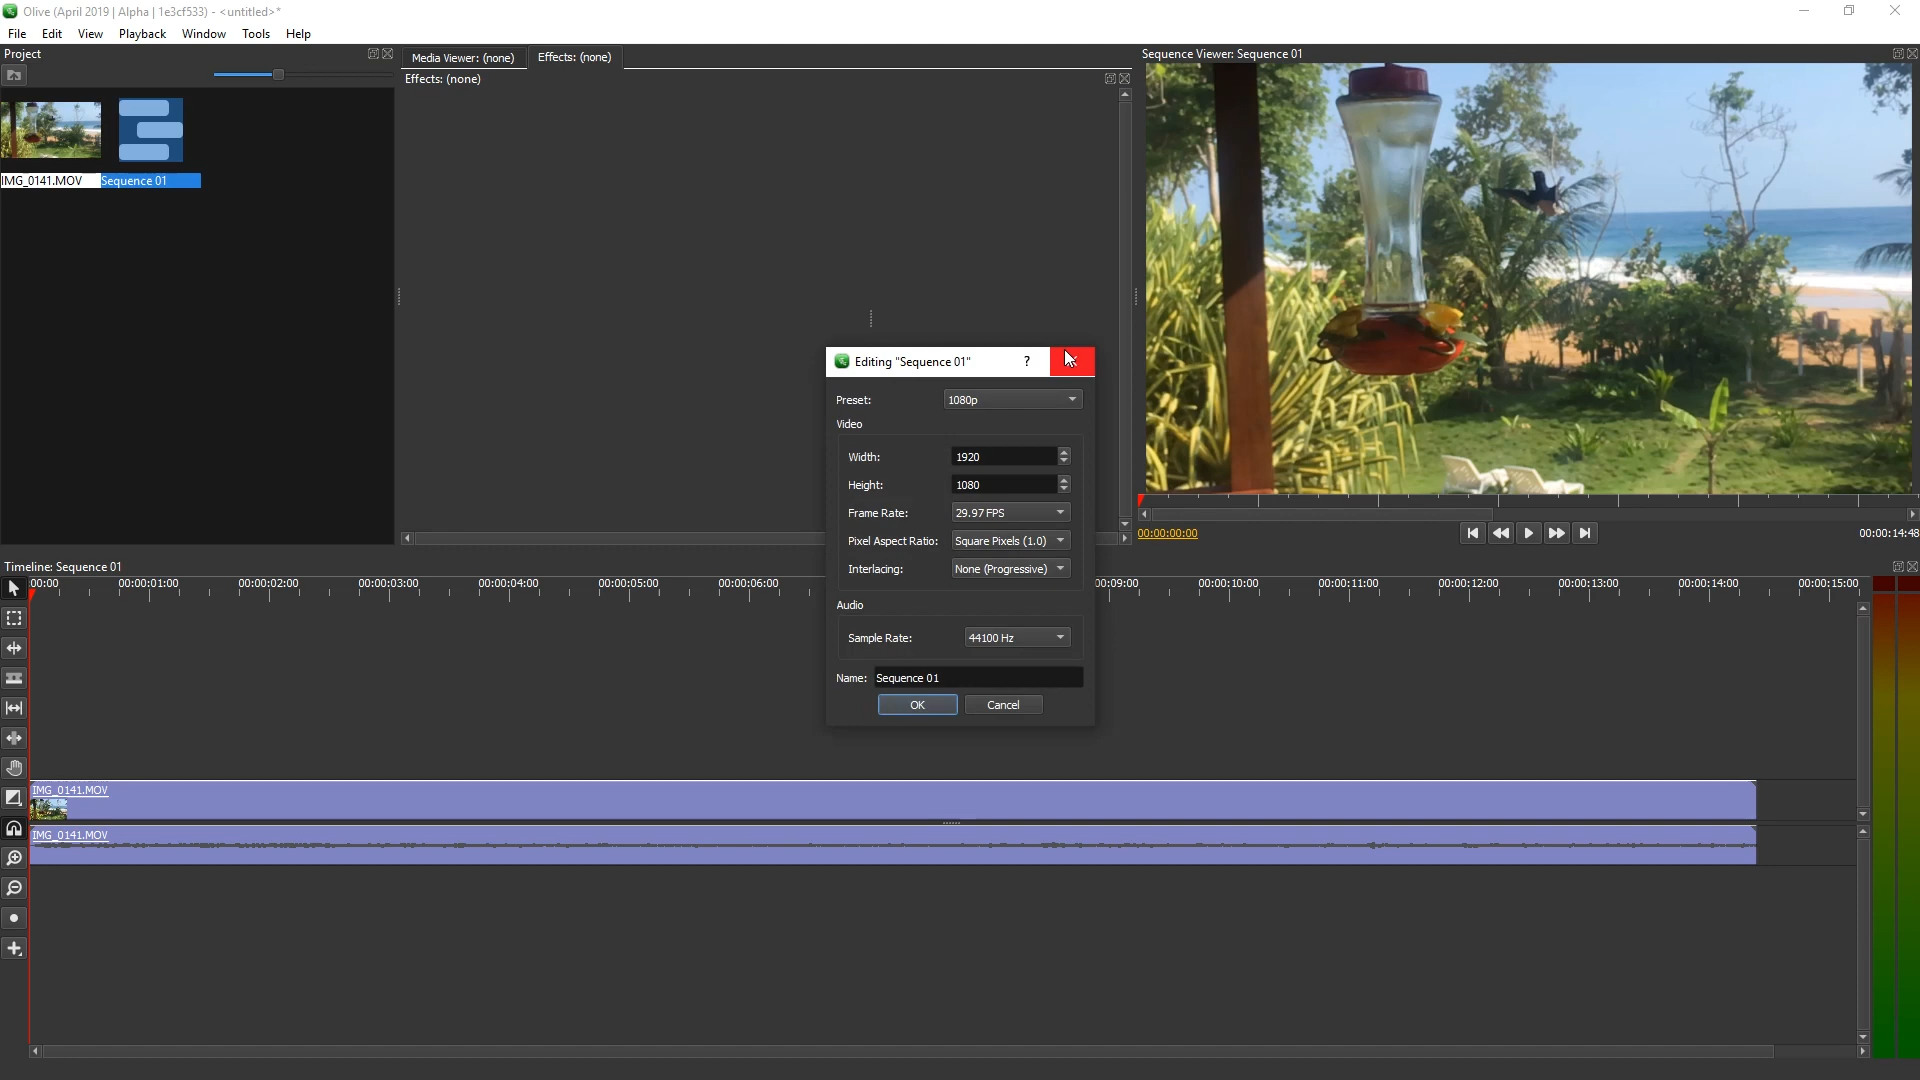 Olive (April 2019 | Alpha | 1e3cf533) - <untitled>*
File Edit View Playback Window Tools Help
Project
Media Viewer: (none) Effects: (none)
Effects: (none)
Sequence Viewer: Sequence 01
IMG_0141.MOV Sequence 01
Editing "Sequence 01" ?
Preset: 1080p
Video
Width: 1920
Height: 1080
Frame Rate: 29.97 FPS
Pixel Aspect Ratio: Square Pixels (1.0)
Interlacing: None (Progressive)
Audio
Sample Rate: 44100 Hz
Name: Sequence 01
OK Cancel
00:00:00:00
00:00:14:48
Timeline: Sequence 01
00:00 00:00:01:00 00:00:02:00 00:00:03:00 00:00:04:00 00:00:05:00 00:00:06:00 00:09:00 00:00:10:00 00:00:11:00 00:00:12:00 00:00:13:00 00:00:14:00 00:00:15:00
IMG_0141.MOV
IMG_0141.MOV